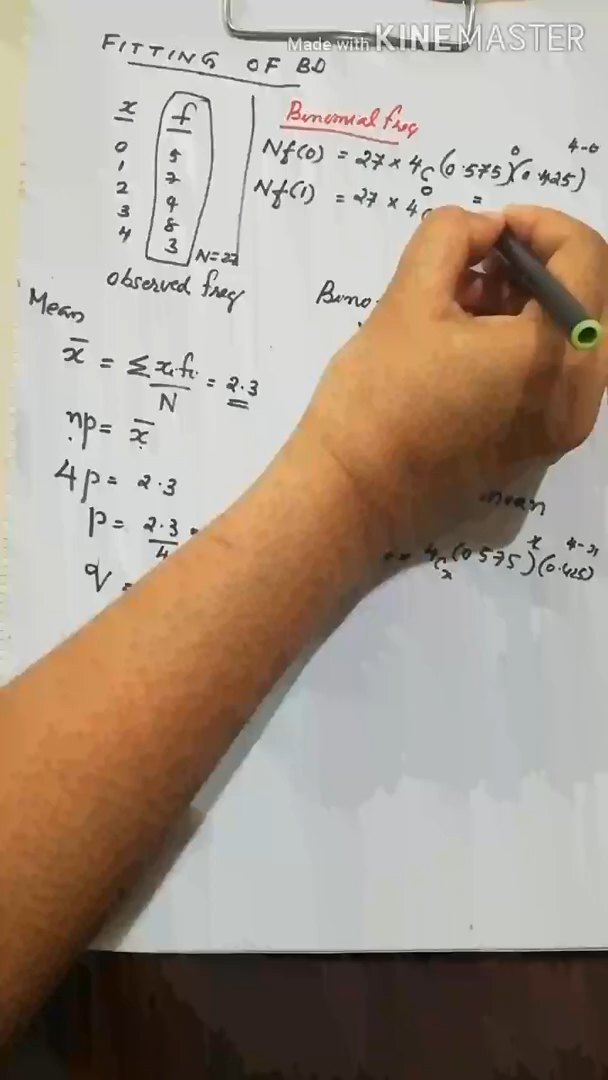 Made with KINEMASTER
FITTING OF BD
x f
0 5
1 7
2 4
3 8
4 3 N=27
observed freq
Binomial freq
Nf(0) = 27 × 4C0 (0.575)^0 (0.425)^4-0
=
Nf(1) = 27 × 4C
Mean
x̄ = Σxifi / N = 2.3
np = x̄
4p = 2.3
p = 2.3/4
q =
mean
4Cx (0.575)^x (0.425)^4-x